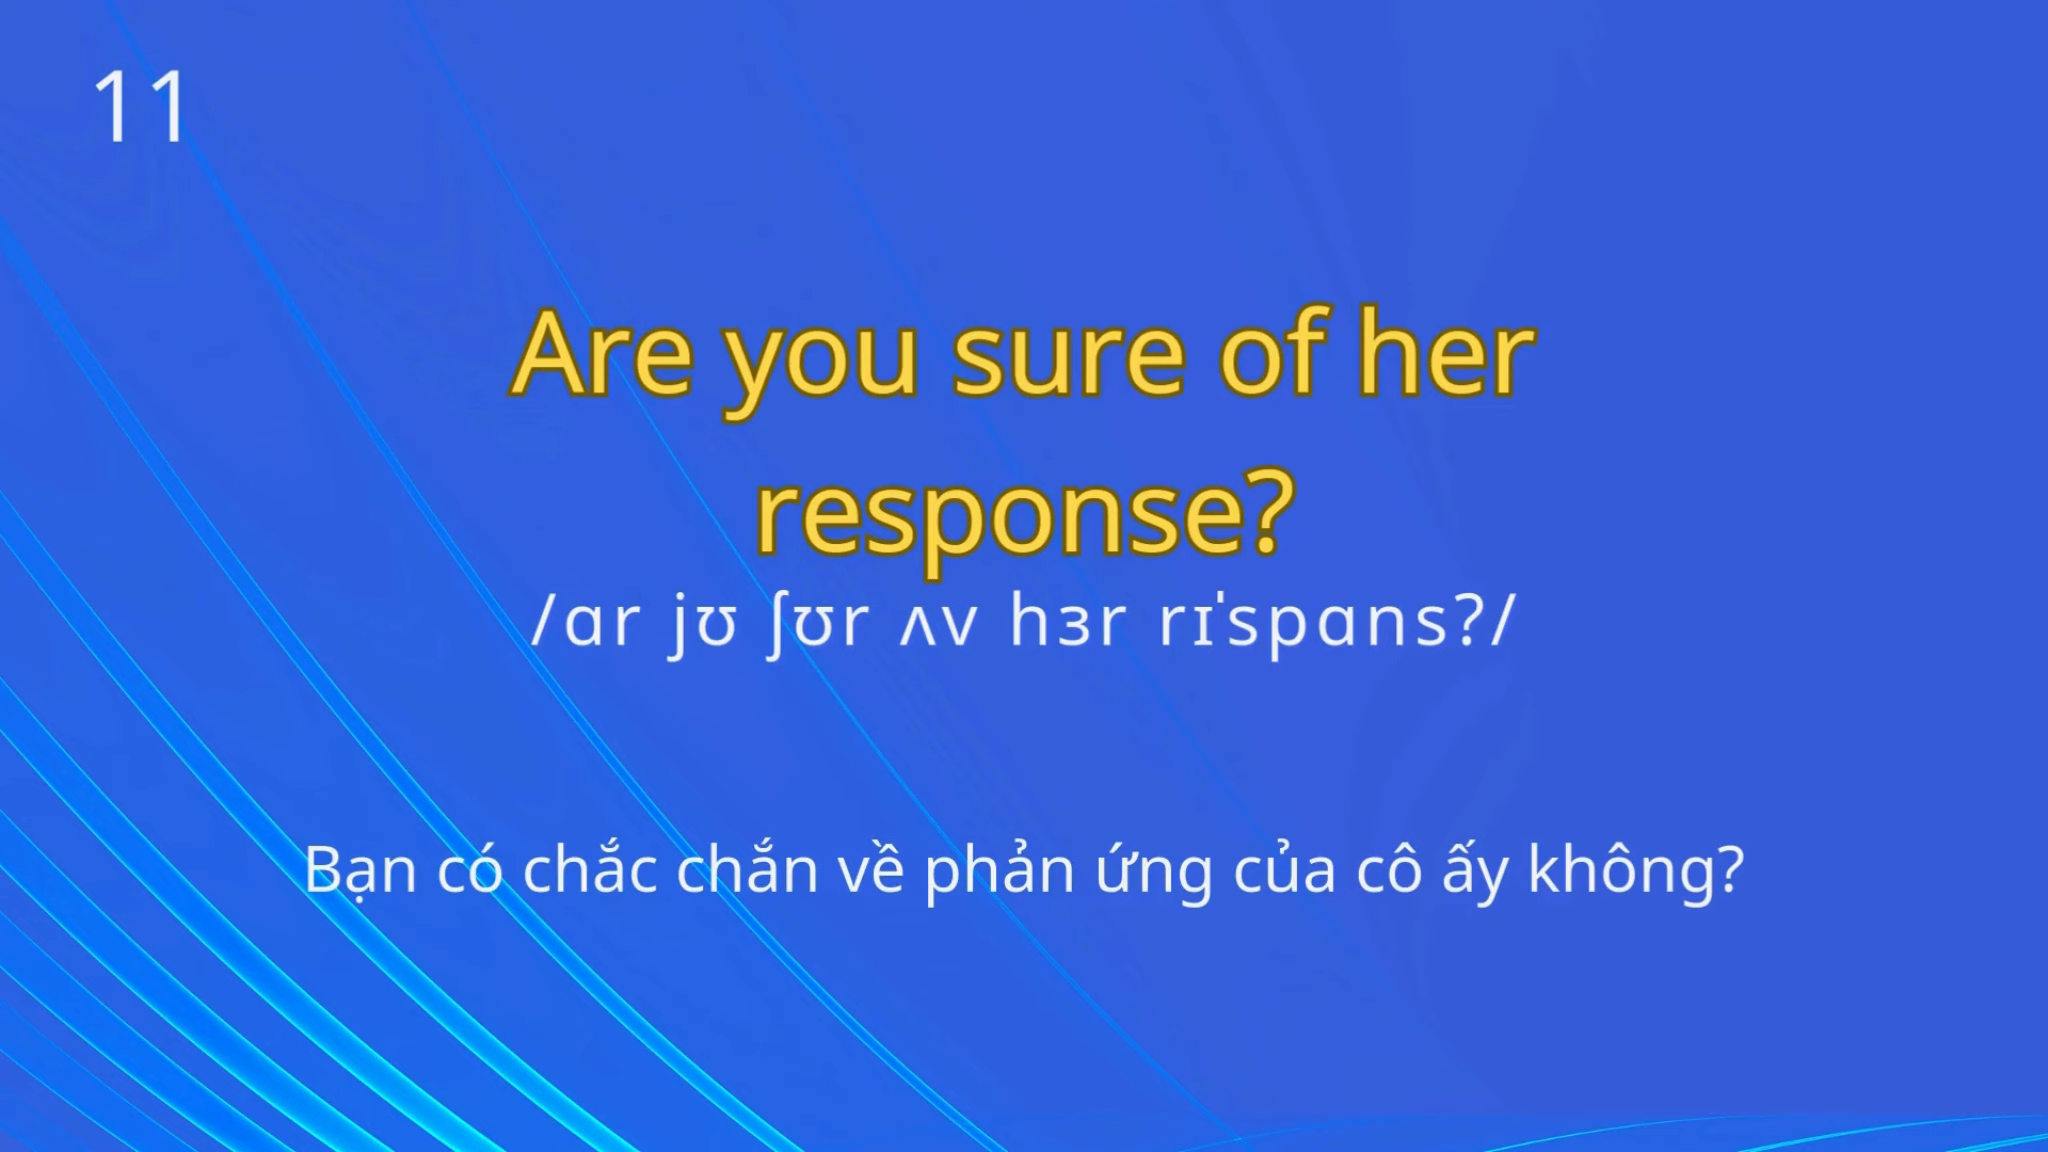 11
Are you sure of her
response?
/ɑr jʊ ʃʊr ʌv hɜr rɪˈspɑns?/
Bạn có chắc chắn về phản ứng của cô ấy không?